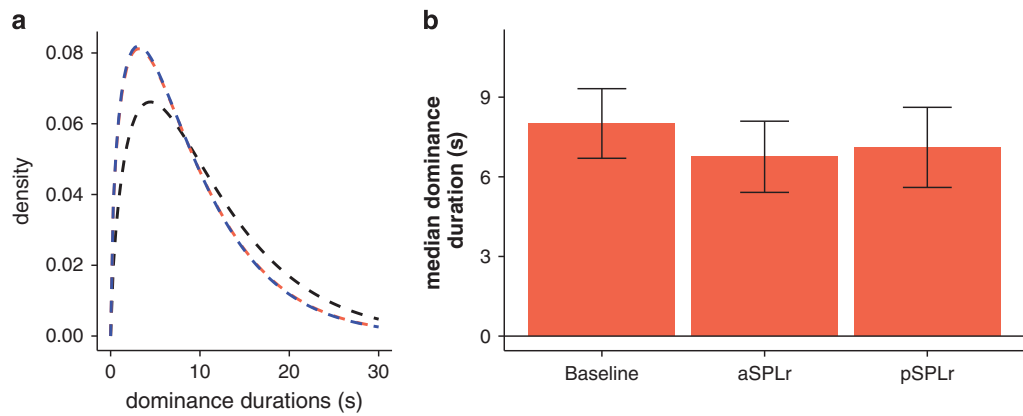 a
0.08
0.06
0.04
0.02
0.00
density
0
10
20
30
dominance durations (s)
b
9
6
3
0
median dominance
duration (s)
Baseline
aSPLr
pSPLr